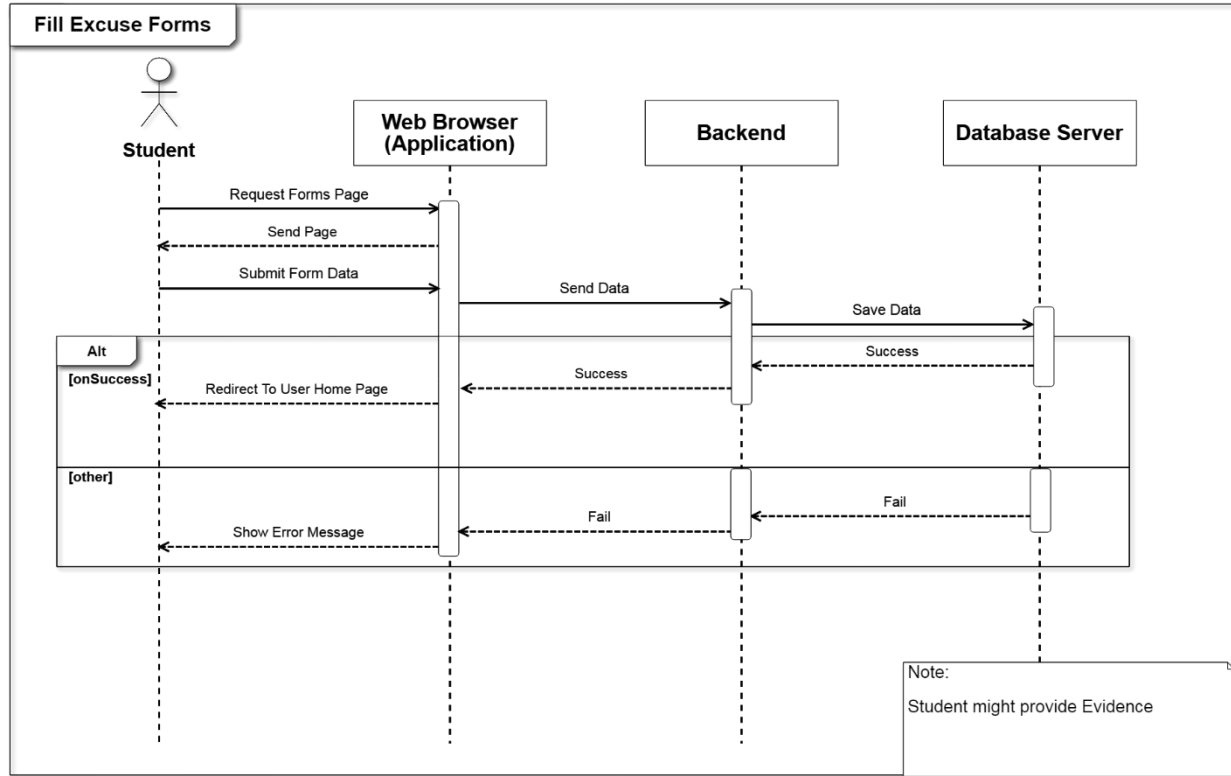 Fill Excuse Forms
Student
Web Browser
(Application)
Backend
Database Server
Request Forms Page
Send Page
Submit Form Data
Send Data
Save Data
Alt
[onSuccess]
Success
Success
Redirect To User Home Page
[other]
Fail
Fail
Show Error Message
Note:
Student might provide Evidence